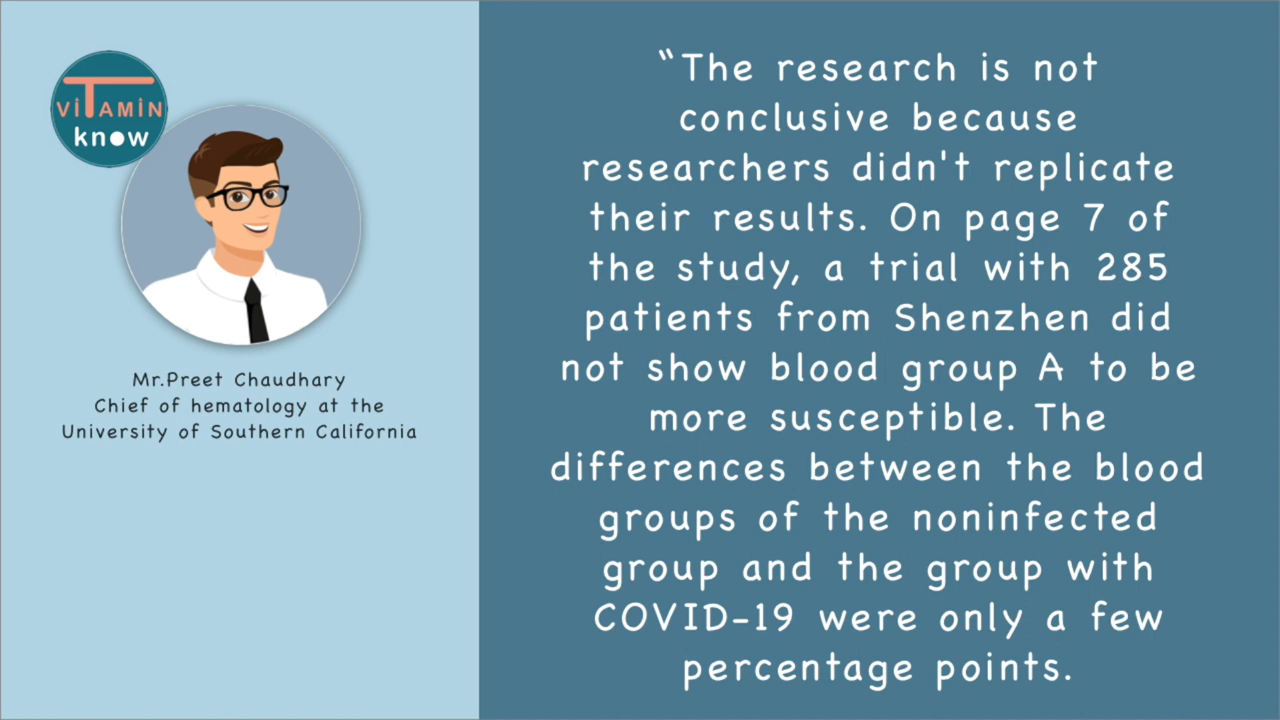 viTAMiN
know
Mr.Preet Chaudhary
Chief of hematology at the
University of Southern California
“The research is not
conclusive because
researchers didn't replicate
their results. On page 7 of
the study, a trial with 285
patients from Shenzhen did
not show blood group A to be
more susceptible. The
differences between the blood
groups of the noninfected
group and the group with
COVID-19 were only a few
percentage points.